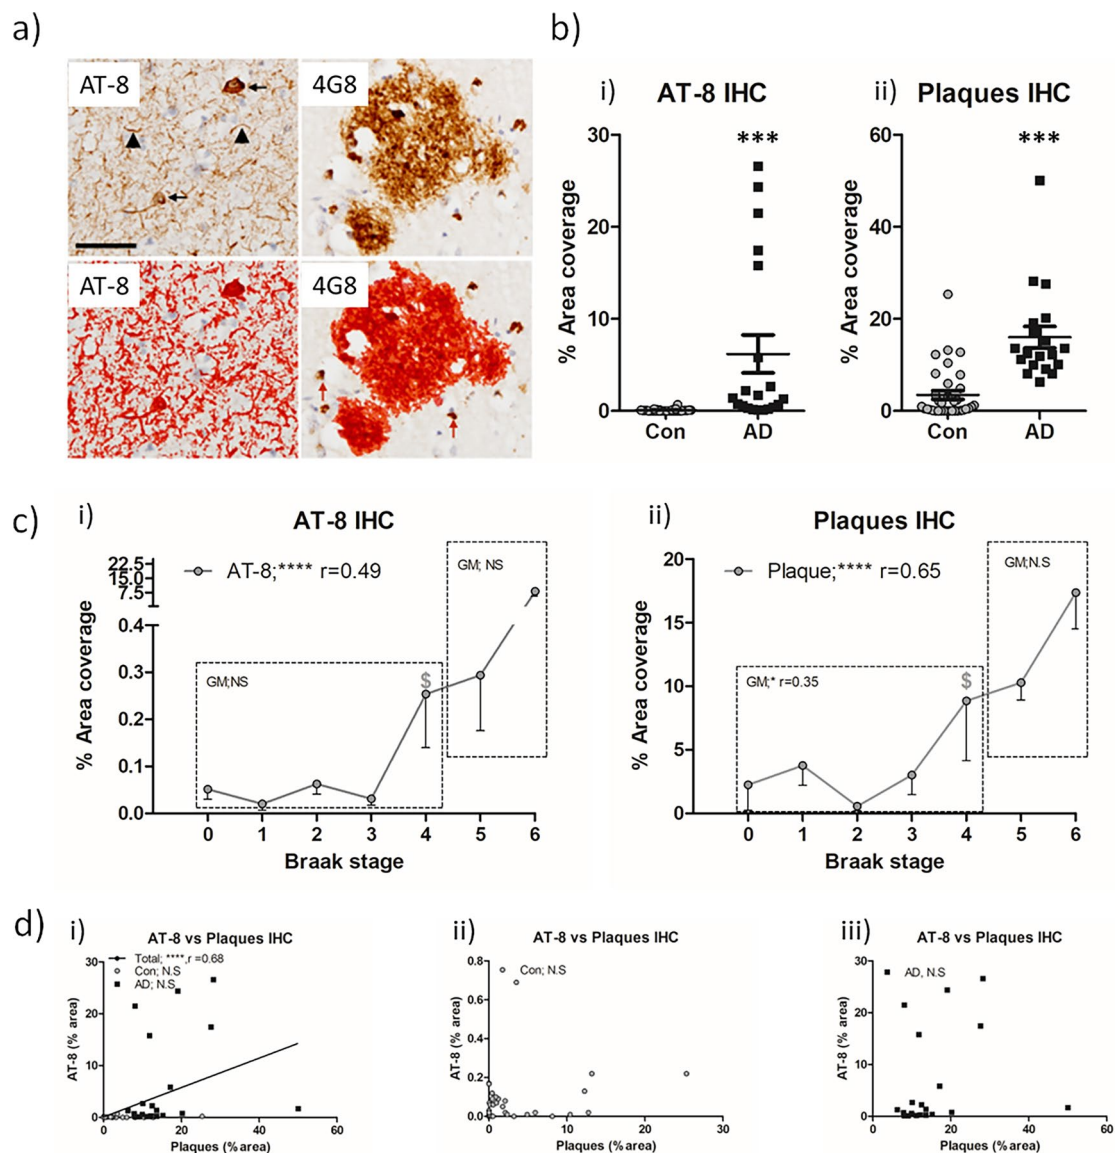 a)
AT-8
4G8
AT-8
4G8
b)
i) AT-8 IHC
***
% Area coverage
30
20
10
0
Con AD
ii) Plaques IHC
***
% Area coverage
60
40
20
0
Con AD
c)
i) AT-8 IHC
AT-8;**** r=0.49
GM; NS
GM;NS
$
% Area coverage
22.5
15.0
7.5
0.4
0.3
0.2
0.1
0.0
0 1 2 3 4 5 6
Braak stage
ii) Plaques IHC
Plaque;**** r=0.65
GM;N.S
GM;* r=0.35
$
% Area coverage
20
15
10
5
0
0 1 2 3 4 5 6
Braak stage
d)
i) AT-8 vs Plaques IHC
Total; ****,r =0.68
Con; N.S
AD; N.S
AT-8 (% area)
30
20
10
0
0 20 40 60
Plaques (% area)
ii) AT-8 vs Plaques IHC
Con; N.S
AT-8 (% area)
0.8
0.6
0.4
0.2
0.0
0 10 20 30
Plaques (% area)
iii) AT-8 vs Plaques IHC
AD, N.S
AT-8 (% area)
30
20
10
0
0 20 40 60
Plaques (% area)